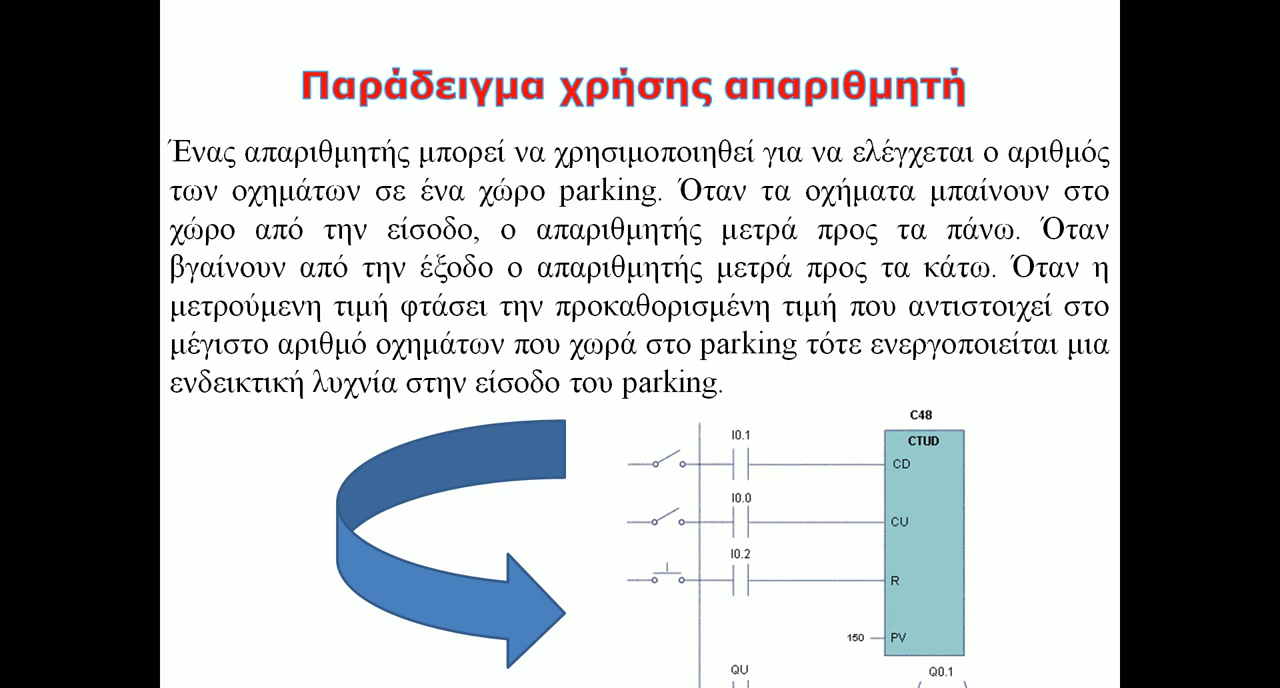 Παράδειγμα χρήσης απαριθμητή
Ένας απαριθμητής μπορεί να χρησιμοποιηθεί για να ελέγχεται ο αριθμός
των οχημάτων σε ένα χώρο parking. Όταν τα οχήματα μπαίνουν στο
χώρο από την είσοδο, ο απαριθμητής μετρά προς τα πάνω. Όταν
βγαίνουν από την έξοδο ο απαριθμητής μετρά προς τα κάτω. Όταν η
μετρούμενη τιμή φτάσει την προκαθορισμένη τιμή που αντιστοιχεί στο
μέγιστο αριθμό οχημάτων που χωρά στο parking τότε ενεργοποιείται μια
ενδεικτική λυχνία στην είσοδο του parking.
C48
I0.1
CTUD
CD
I0.0
CU
I0.2
R
150
PV
QU
Q0.1